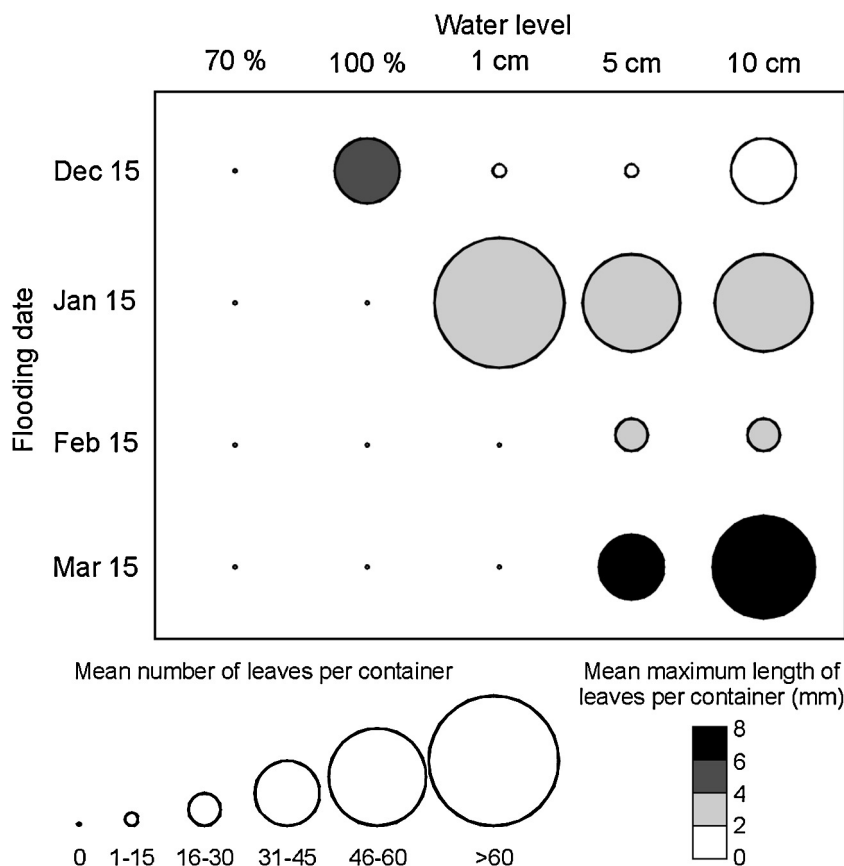 Water level
70 % 100 % 1 cm 5 cm 10 cm
Flooding date
Dec 15
Jan 15
Feb 15
Mar 15
Mean number of leaves per container
0 1-15 16-30 31-45 46-60 >60
Mean maximum length of
leaves per container (mm)
8
6
4
2
0